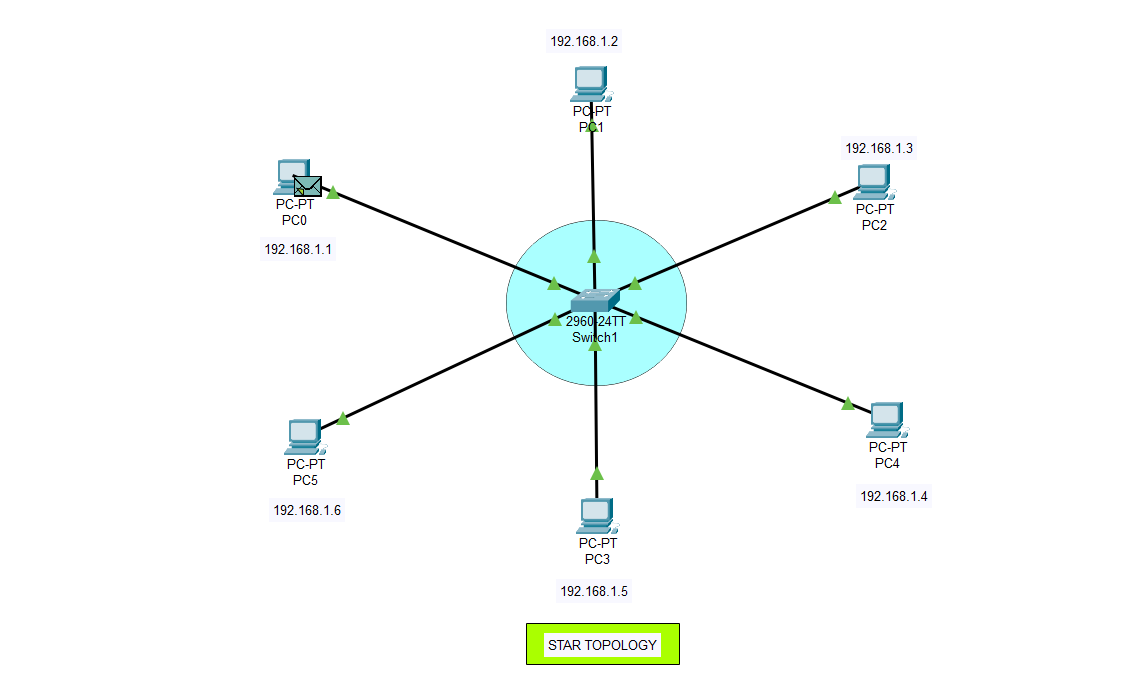 192.168.1.2
PC-PT
PC1
192.168.1.3
PC-PT
PC2
PC-PT
PC0
192.168.1.1
2960-24TT
Switch1
PC-PT
PC4
192.168.1.4
PC-PT
PC5
192.168.1.6
PC-PT
PC3
192.168.1.5
STAR TOPOLOGY